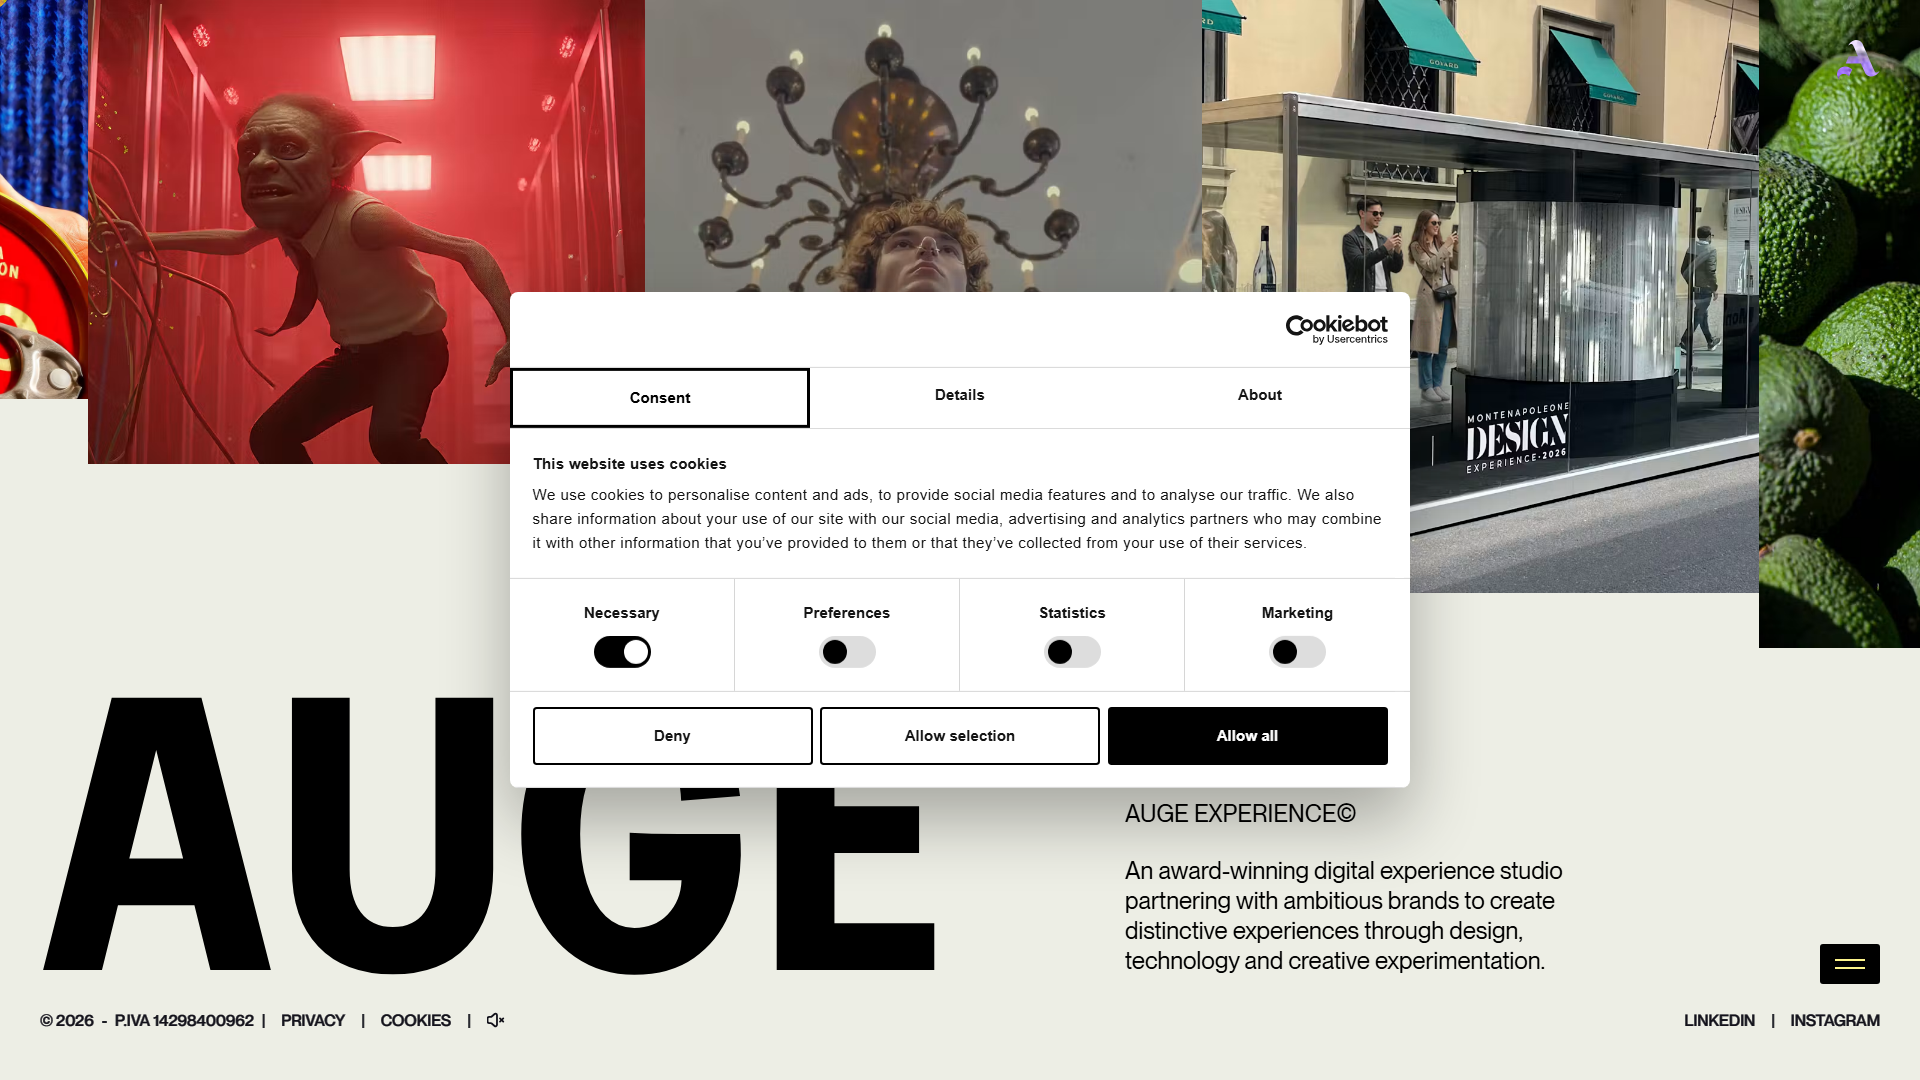 GOYARD
GOYARD
ON
MONTENAPOLEONE
DESIGN
EXPERIENCE·2026
Cookiebot
by Usercentrics
Consent
Details
About
This website uses cookies
We use cookies to personalise content and ads, to provide social media features and to analyse our traffic. We also
share information about your use of our site with our social media, advertising and analytics partners who may combine
it with other information that you’ve provided to them or that they’ve collected from your use of their services.
Necessary
Preferences
Statistics
Marketing
Deny
Allow selection
Allow all
AUGE
AUGE EXPERIENCE©
An award-winning digital experience studio
partnering with ambitious brands to create
distinctive experiences through design,
technology and creative experimentation.
© 2026 - P.IVA 14298400962 | PRIVACY | COOKIES |
LINKEDIN | INSTAGRAM